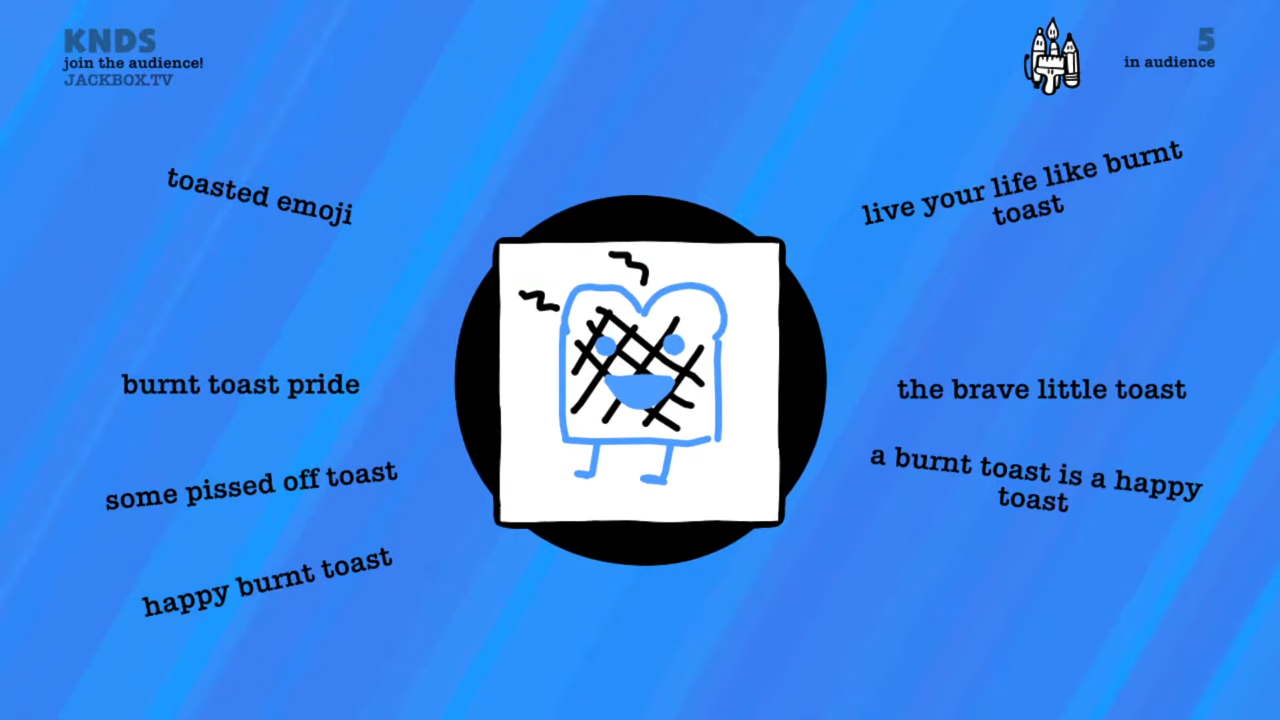 KNDS
join the audience!
JACKBOX.TV
5
in audience
toasted emoji
live your life like burnt
toast
burnt toast pride
the brave little toast
some pissed off toast
a burnt toast is a happy
toast
happy burnt toast